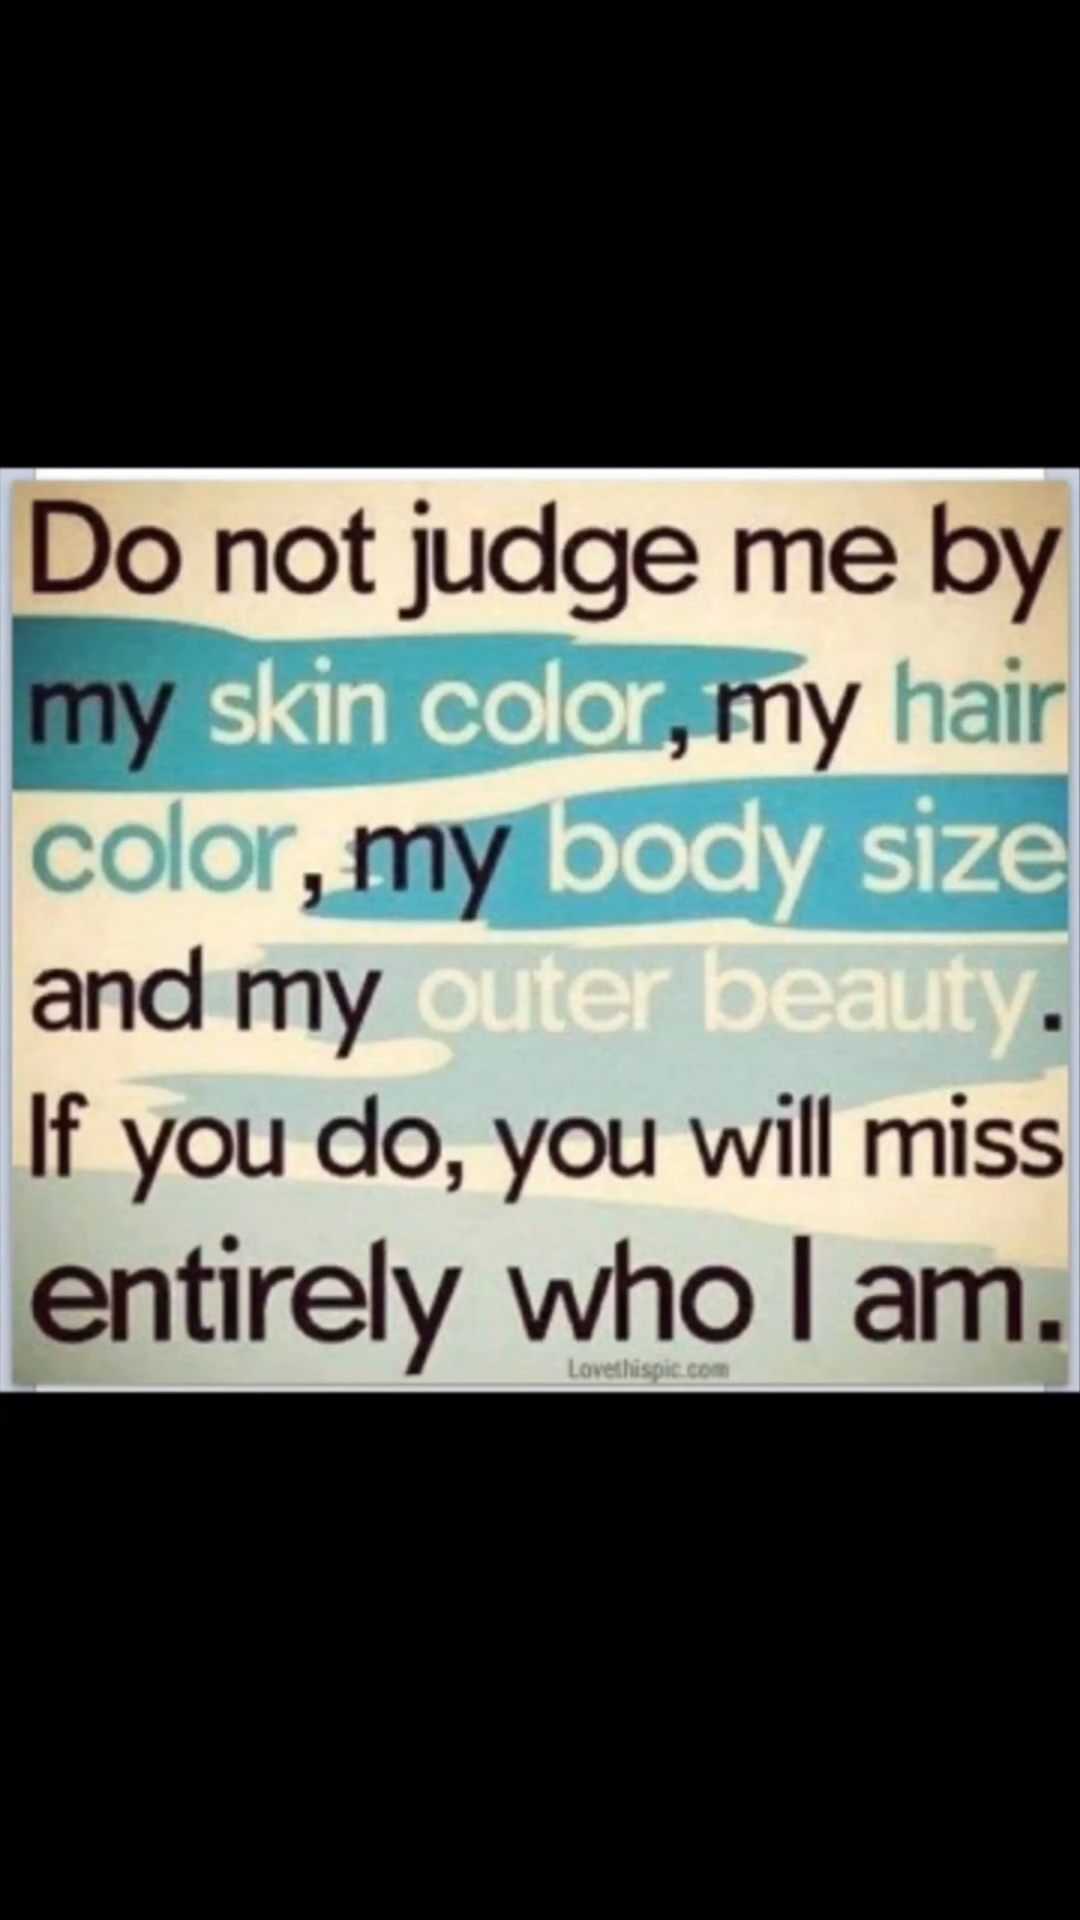 Do not judge me by
my skin color, my hair
color, my body size
and my outer beauty.
If you do, you will miss
entirely who I am.
Lovethispic.com